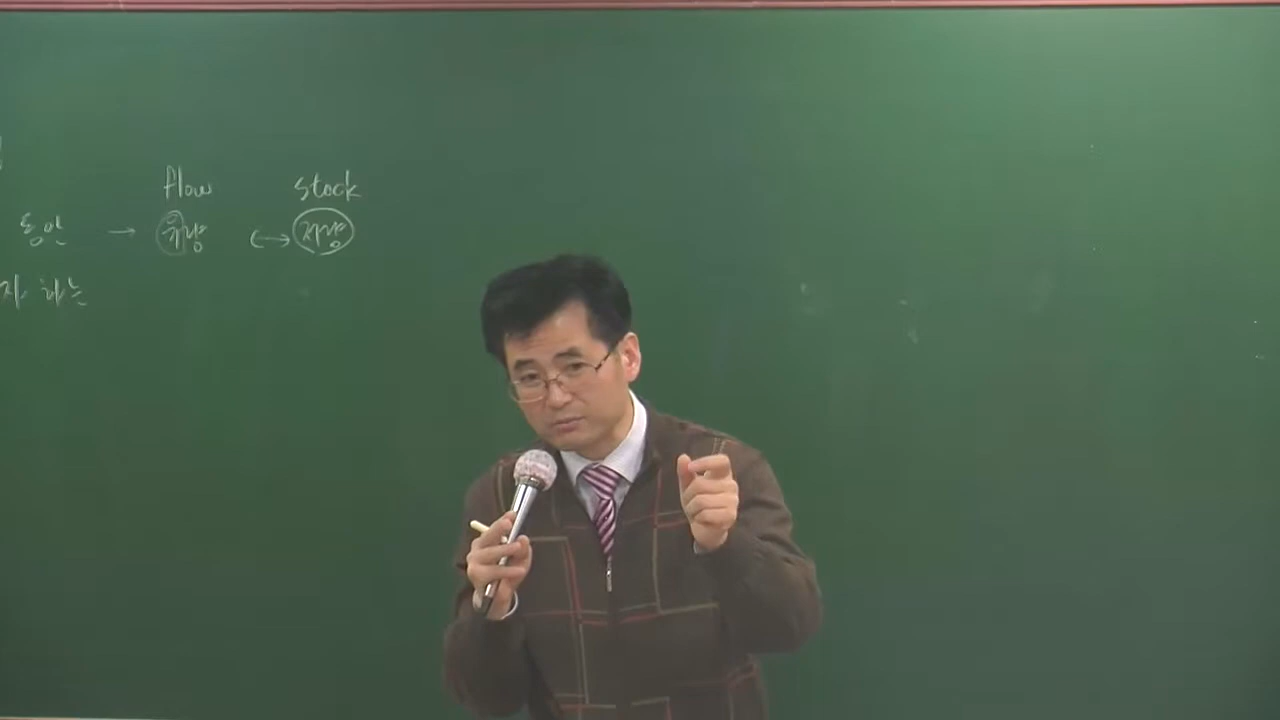 flow stock
동안 → 유량 ↔ 저량
자 하는